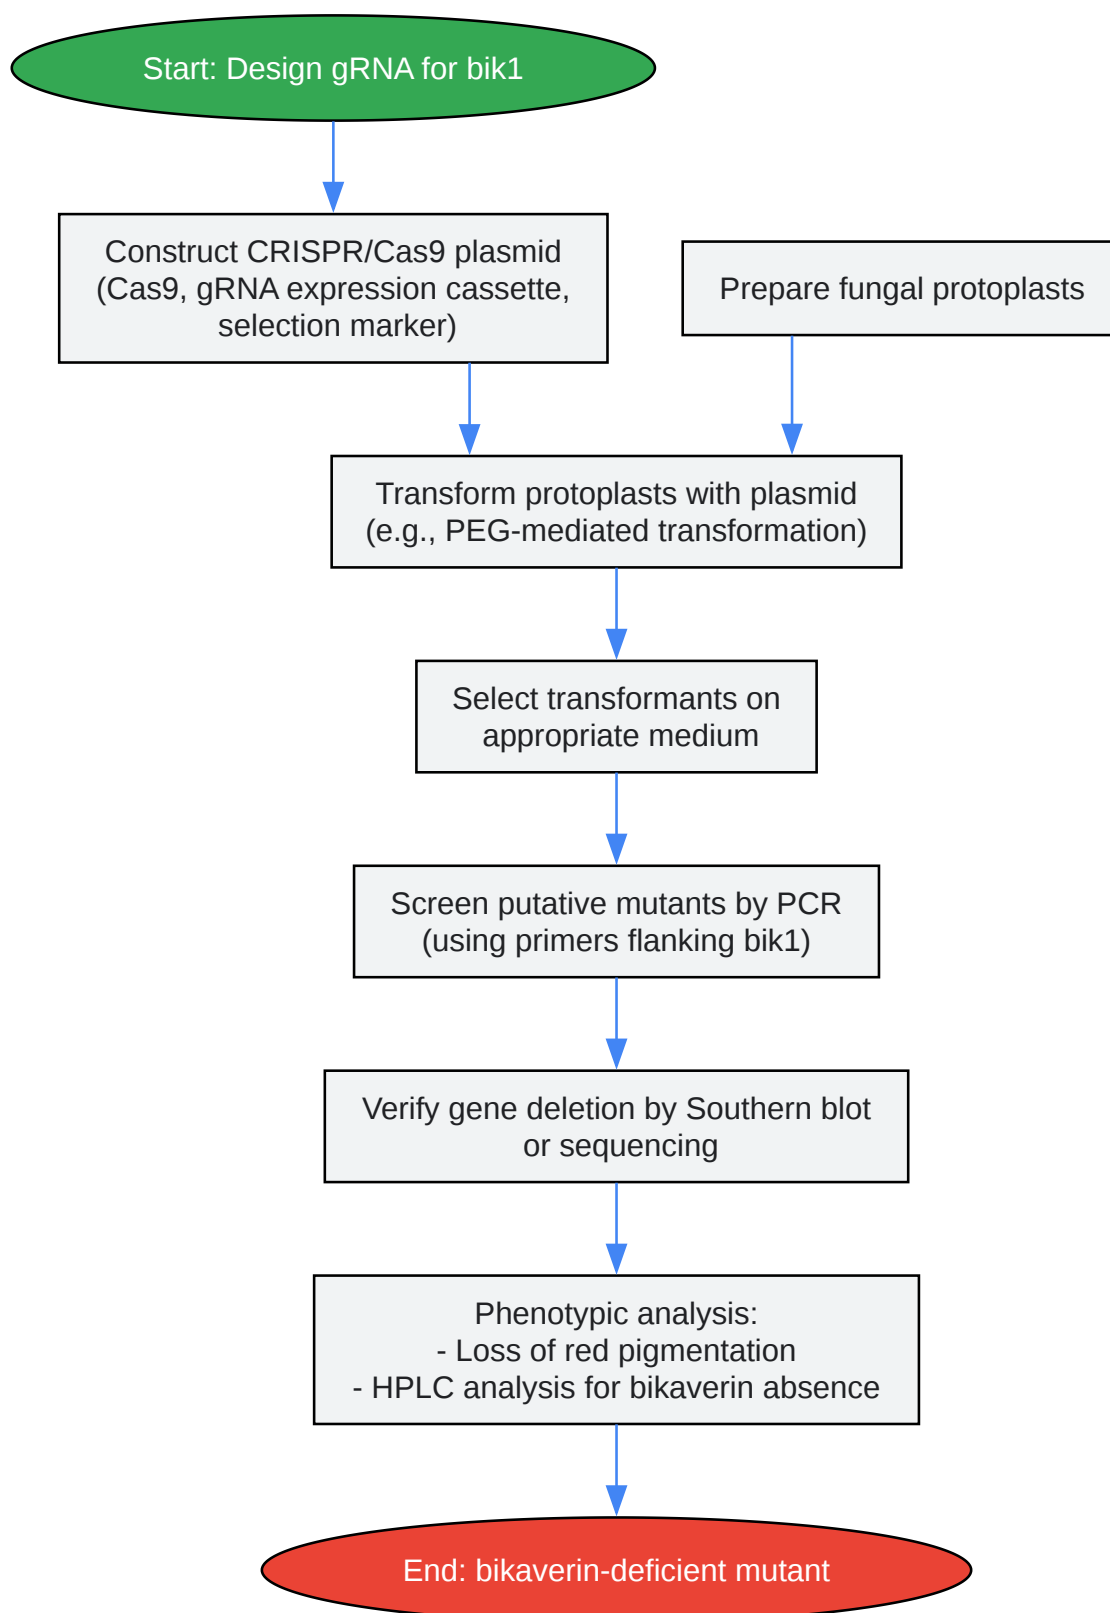 Start: Design gRNA for bik1
Construct CRISPR/Cas9 plasmid
(Cas9, gRNA expression cassette,
selection marker)
Prepare fungal protoplasts
Transform protoplasts with plasmid
(e.g., PEG-mediated transformation)
Select transformants on
appropriate medium
Screen putative mutants by PCR
(using primers flanking bik1)
Verify gene deletion by Southern blot
or sequencing
Phenotypic analysis:
- Loss of red pigmentation
- HPLC analysis for bikaverin absence
End: bikaverin-deficient mutant